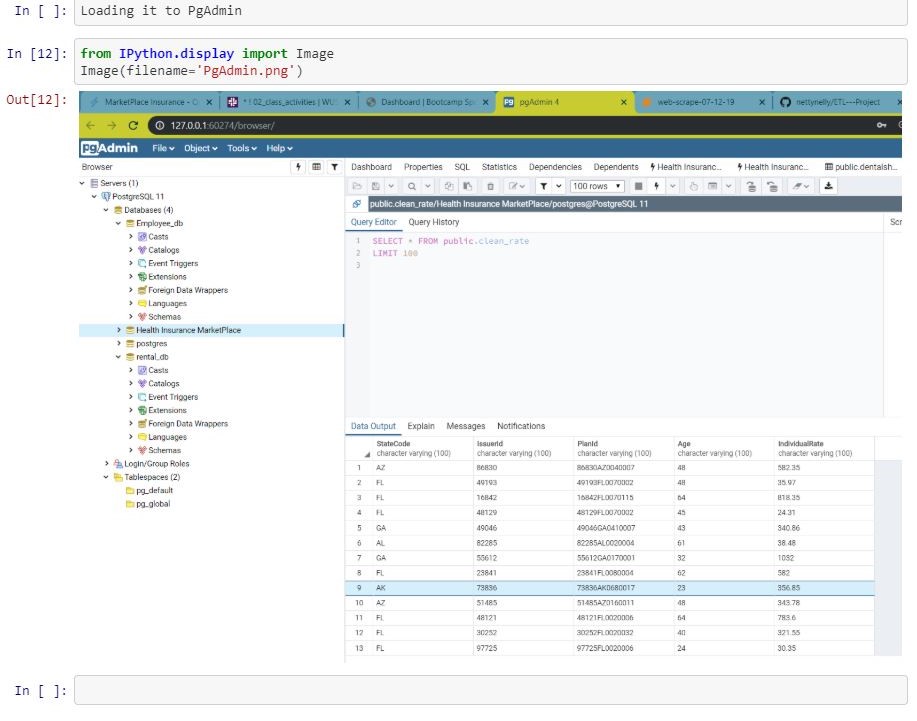 In [ ]: Loading it to PgAdmin
In [12]: from IPython.display import Image
Image(filename='PgAdmin.png')
Out[12]:
MarketPlace Insurance - O × * ! 02_class_activities | WUS × Dashboard | Bootcamp Sp × pgAdmin 4 × web-scrape-07-12-19 × nettynelly/ETL---Project ×
127.0.0.1:60274/browser/
pgAdmin File Object Tools Help
Browser Dashboard Properties SQL Statistics Dependencies Dependents Health Insuranc... Health Insuranc... public.dentalsh...
Servers (1)
100 rows
PostgreSQL 11
public.clean_rate/Health Insurance MarketPlace/postgres@PostgreSQL 11
Databases (4)
Query Editor Query History Scr
Employee_db
Casts
Catalogs
Event Triggers
Extensions
Foreign Data Wrappers
Languages
Schemas
Health Insurance MarketPlace
postgres
rental_db
Casts
Catalogs
Event Triggers
Extensions
Foreign Data Wrappers
Languages
Schemas
Login/Group Roles
Tablespaces (2)
pg_default
pg_global
1 SELECT * FROM public.clean_rate
2 LIMIT 100
3
Data Output Explain Messages Notifications
StateCode IssuerId PlanId Age IndividualRate
character varying (100) character varying (100) character varying (100) character varying (100) character varying (100)
1 AZ 86830 86830AZ0040007 48 582.35
2 FL 49193 49193FL0070002 48 35.97
3 FL 16842 16842FL0070115 64 818.35
4 FL 48129 48129FL0070002 45 24.31
5 GA 49046 49046GA0410007 43 340.86
6 AL 82285 82285AL0020004 61 38.48
7 GA 55612 55612GA0170001 32 1032
8 FL 23841 23841FL0080004 62 582
9 AK 73836 73836AK0680017 23 356.85
10 AZ 51485 51485AZ0160011 48 343.78
11 FL 48121 48121FL0020006 64 783.6
12 FL 30252 30252FL0020032 40 321.55
13 FL 97725 97725FL0020006 24 30.35
In [ ]: